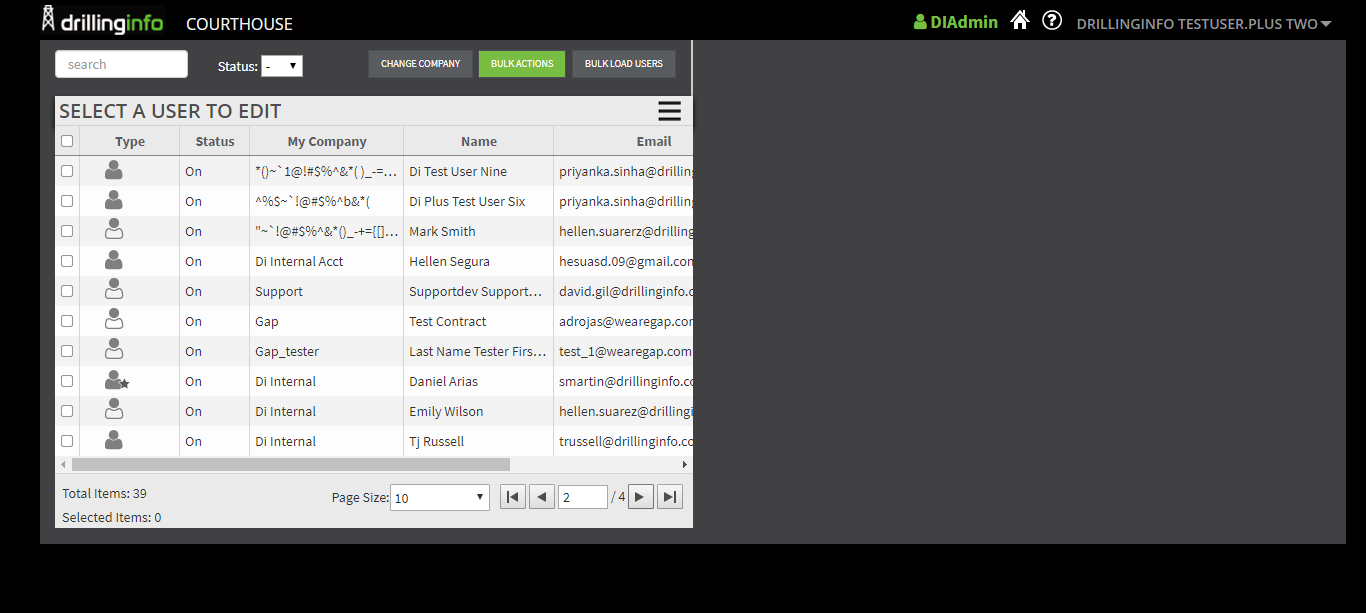 drillinginfo COURTHOUSE DIAdmin DRILLINGINFO TESTUSER.PLUS TWO
search Status: - CHANGE COMPANY BULK ACTIONS BULK LOAD USERS
SELECT A USER TO EDIT
Type Status My Company Name Email
On *()~`1@!#$%^&*( )_-=... Di Test User Nine priyanka.sinha@drilling
On ^%$~`!@#$%^b&*( Di Plus Test User Six priyanka.sinha@drilling
On "~`!@#$%^&*()_-+={[]... Mark Smith hellen.suarerz@drilling
On Di Internal Acct Hellen Segura hesuasd.09@gmail.com
On Support Supportdev Support... david.gil@drillinginfo.c
On Gap Test Contract adrojas@wearegap.com
On Gap_tester Last Name Tester Firs... test_1@wearegap.com
On Di Internal Daniel Arias smartin@drillinginfo.co
On Di Internal Emily Wilson hellen.suarez@drillingi
On Di Internal Tj Russell trussell@drillinginfo.co
Total Items: 39 Page Size: 10 2 / 4
Selected Items: 0